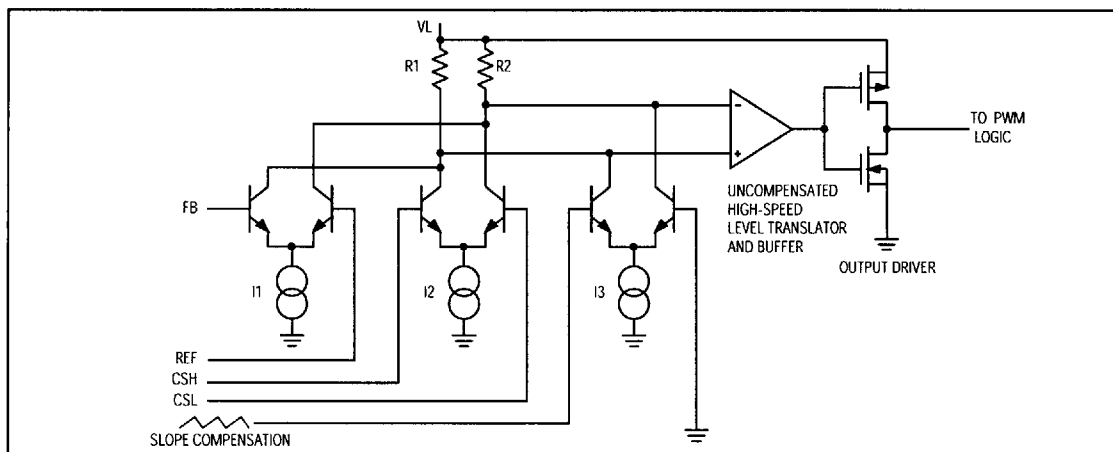 VL
R1
R2
TO PWM
LOGIC
FB
UNCOMPENSATED
HIGH-SPEED
LEVEL TRANSLATOR
AND BUFFER
OUTPUT DRIVER
I1
I2
I3
REF
CSH
CSL
SLOPE COMPENSATION